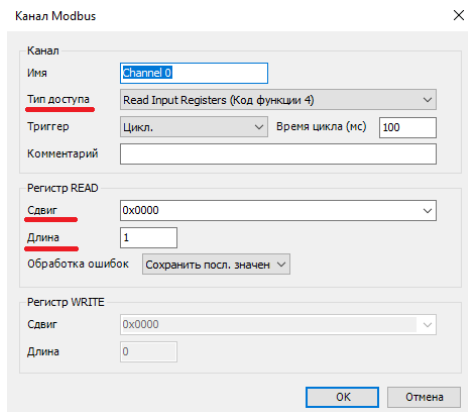 Канал Modbus
Канал
Имя Channel 0
Тип доступа Read Input Registers (Код функции 4)
Триггер Цикл. Время цикла (мс) 100
Комментарий
Регистр READ
Сдвиг 0x0000
Длина 1
Обработка ошибок Сохранить посл. значен
Регистр WRITE
Сдвиг 0x0000
Длина 0
OK Отмена